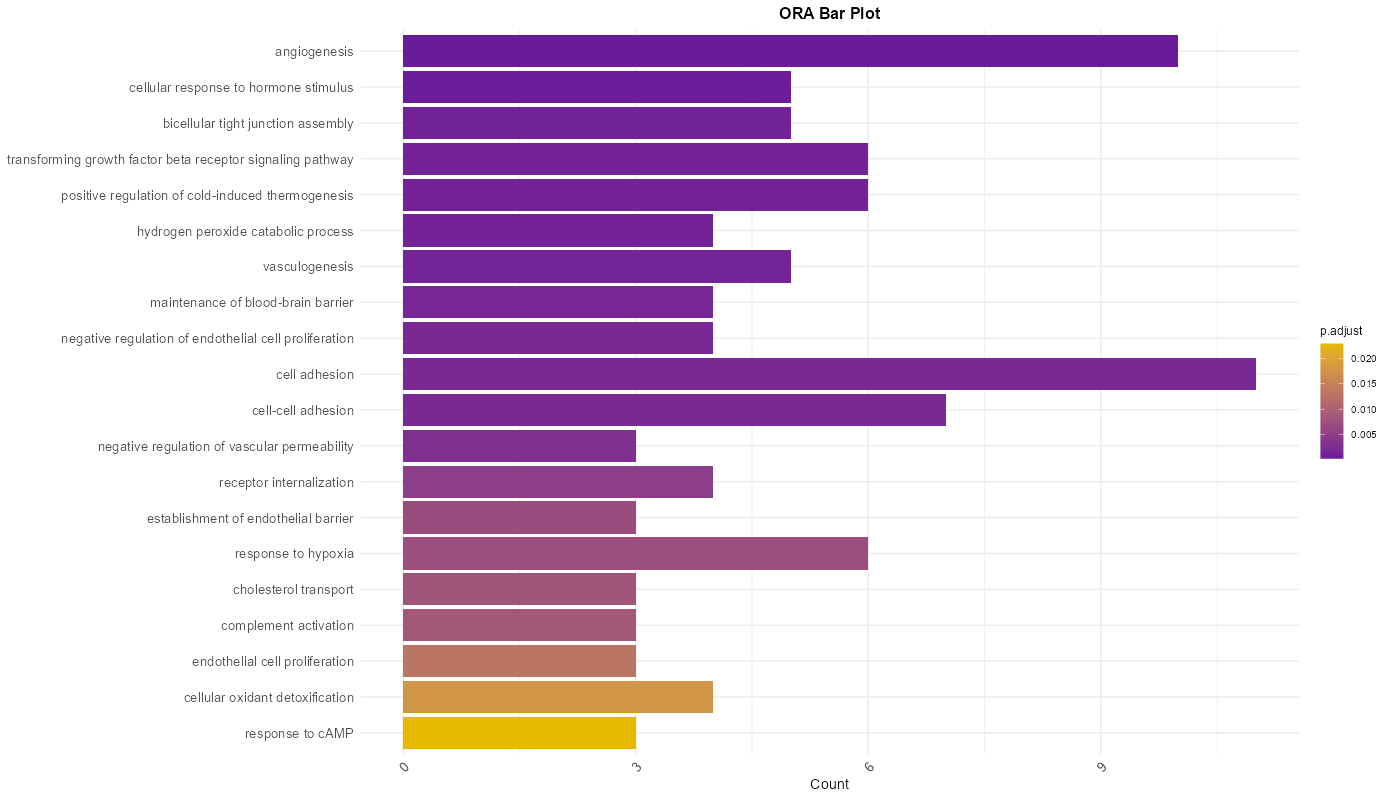 ORA Bar Plot
angiogenesis
cellular response to hormone stimulus
bicellular tight junction assembly
transforming growth factor beta receptor signaling pathway
positive regulation of cold-induced thermogenesis
hydrogen peroxide catabolic process
vasculogenesis
maintenance of blood-brain barrier
negative regulation of endothelial cell proliferation
cell adhesion
cell-cell adhesion
negative regulation of vascular permeability
receptor internalization
establishment of endothelial barrier
response to hypoxia
cholesterol transport
complement activation
endothelial cell proliferation
cellular oxidant detoxification
response to cAMP
0 3 6 9
Count
p.adjust
0.020
0.015
0.010
0.005